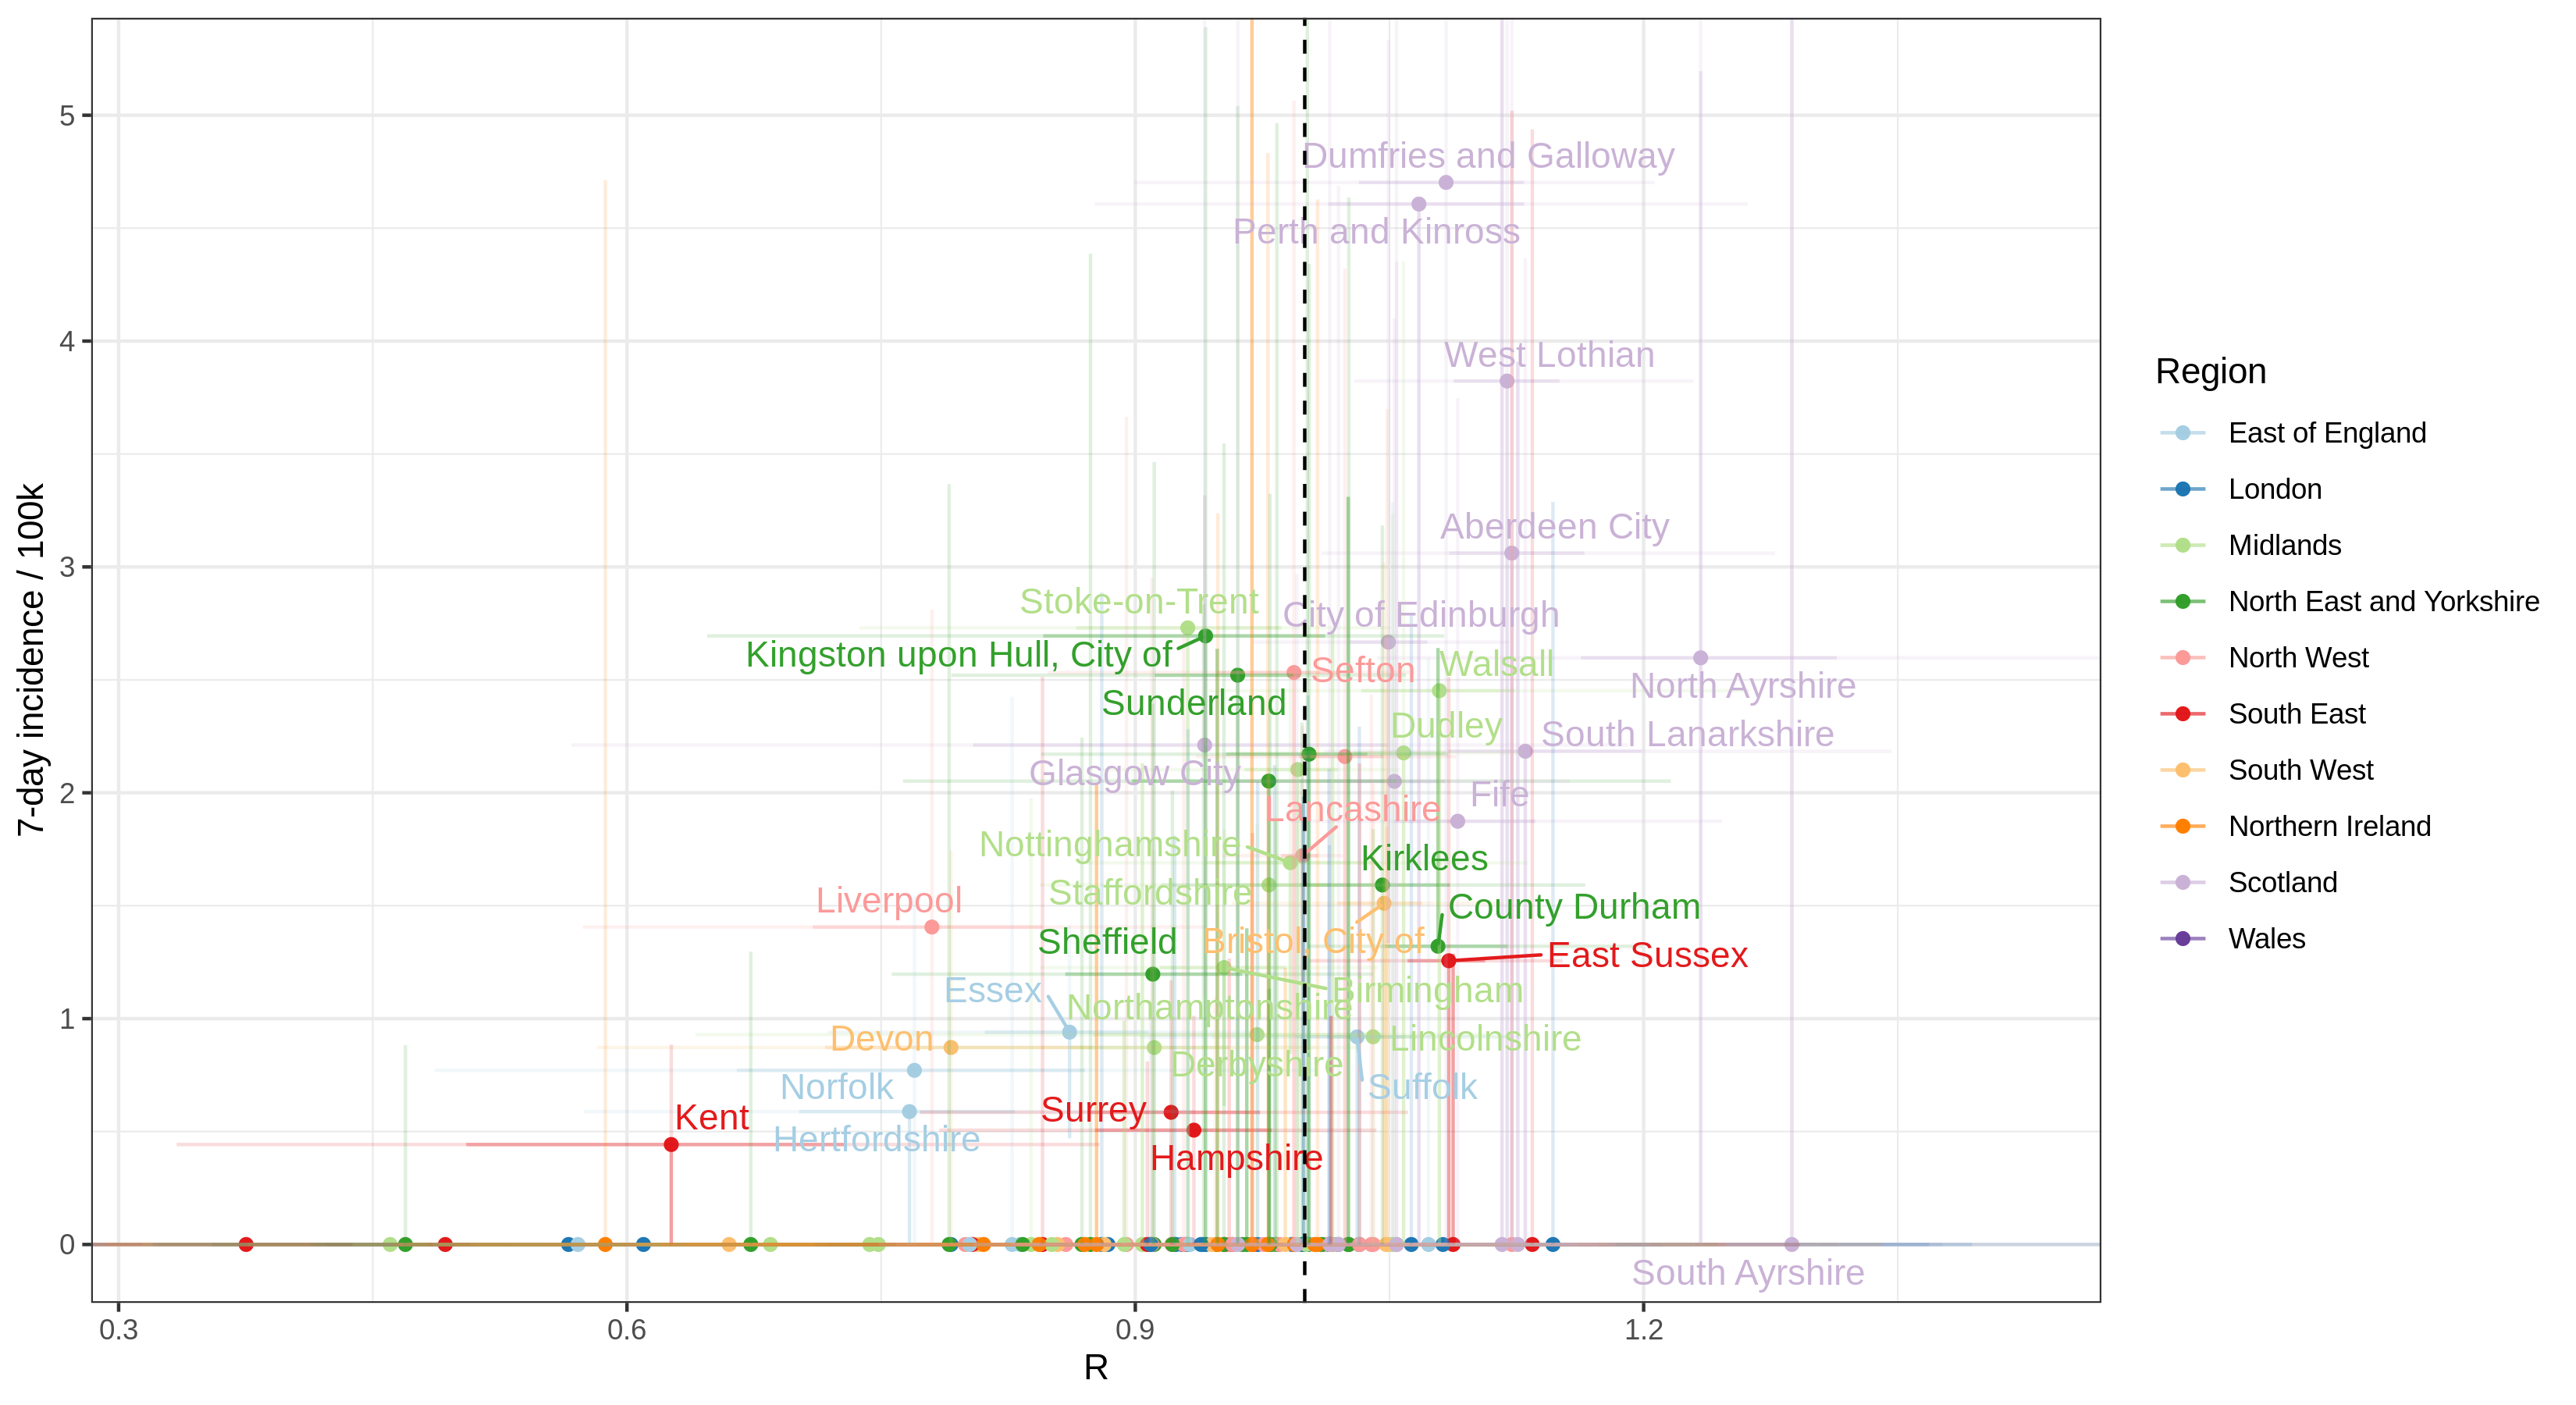 5
4
3
2
1
0
0.3
0.6
0.9
1.2
R
7-day incidence / 100k
Dumfries and Galloway
Perth and Kinross
West Lothian
Aberdeen City
Stoke-on-Trent
City of Edinburgh
Kingston upon Hull, City of
Sefton
Walsall
North Ayrshire
Sunderland
Dudley
South Lanarkshire
Glasgow City
Fife
Lancashire
Nottinghamshire
Kirklees
Staffordshire
Liverpool
County Durham
Sheffield
Bristol, City of
East Sussex
Essex
Birmingham
Northamptonshire
Devon
Lincolnshire
Derbyshire
Norfolk
Suffolk
Surrey
Kent
Hertfordshire
Hampshire
South Ayrshire
Region
East of England
London
Midlands
North East and Yorkshire
North West
South East
South West
Northern Ireland
Scotland
Wales